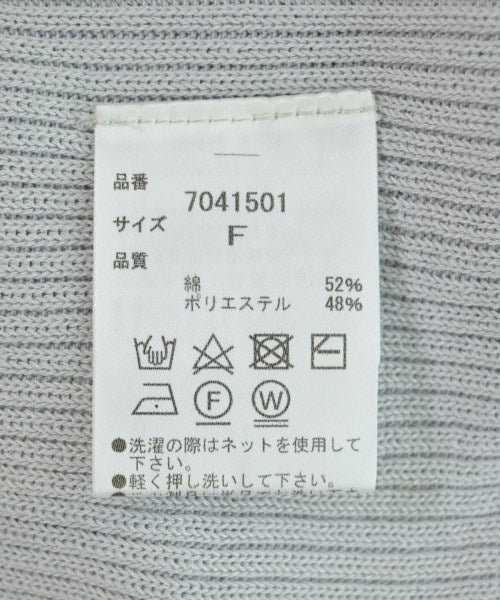 品番 7041501
サイズ F
品質
綿 52%
ポリエステル 48%
F W
●洗濯の際はネットを使用して
下さい。
●軽く押し洗いして下さい。